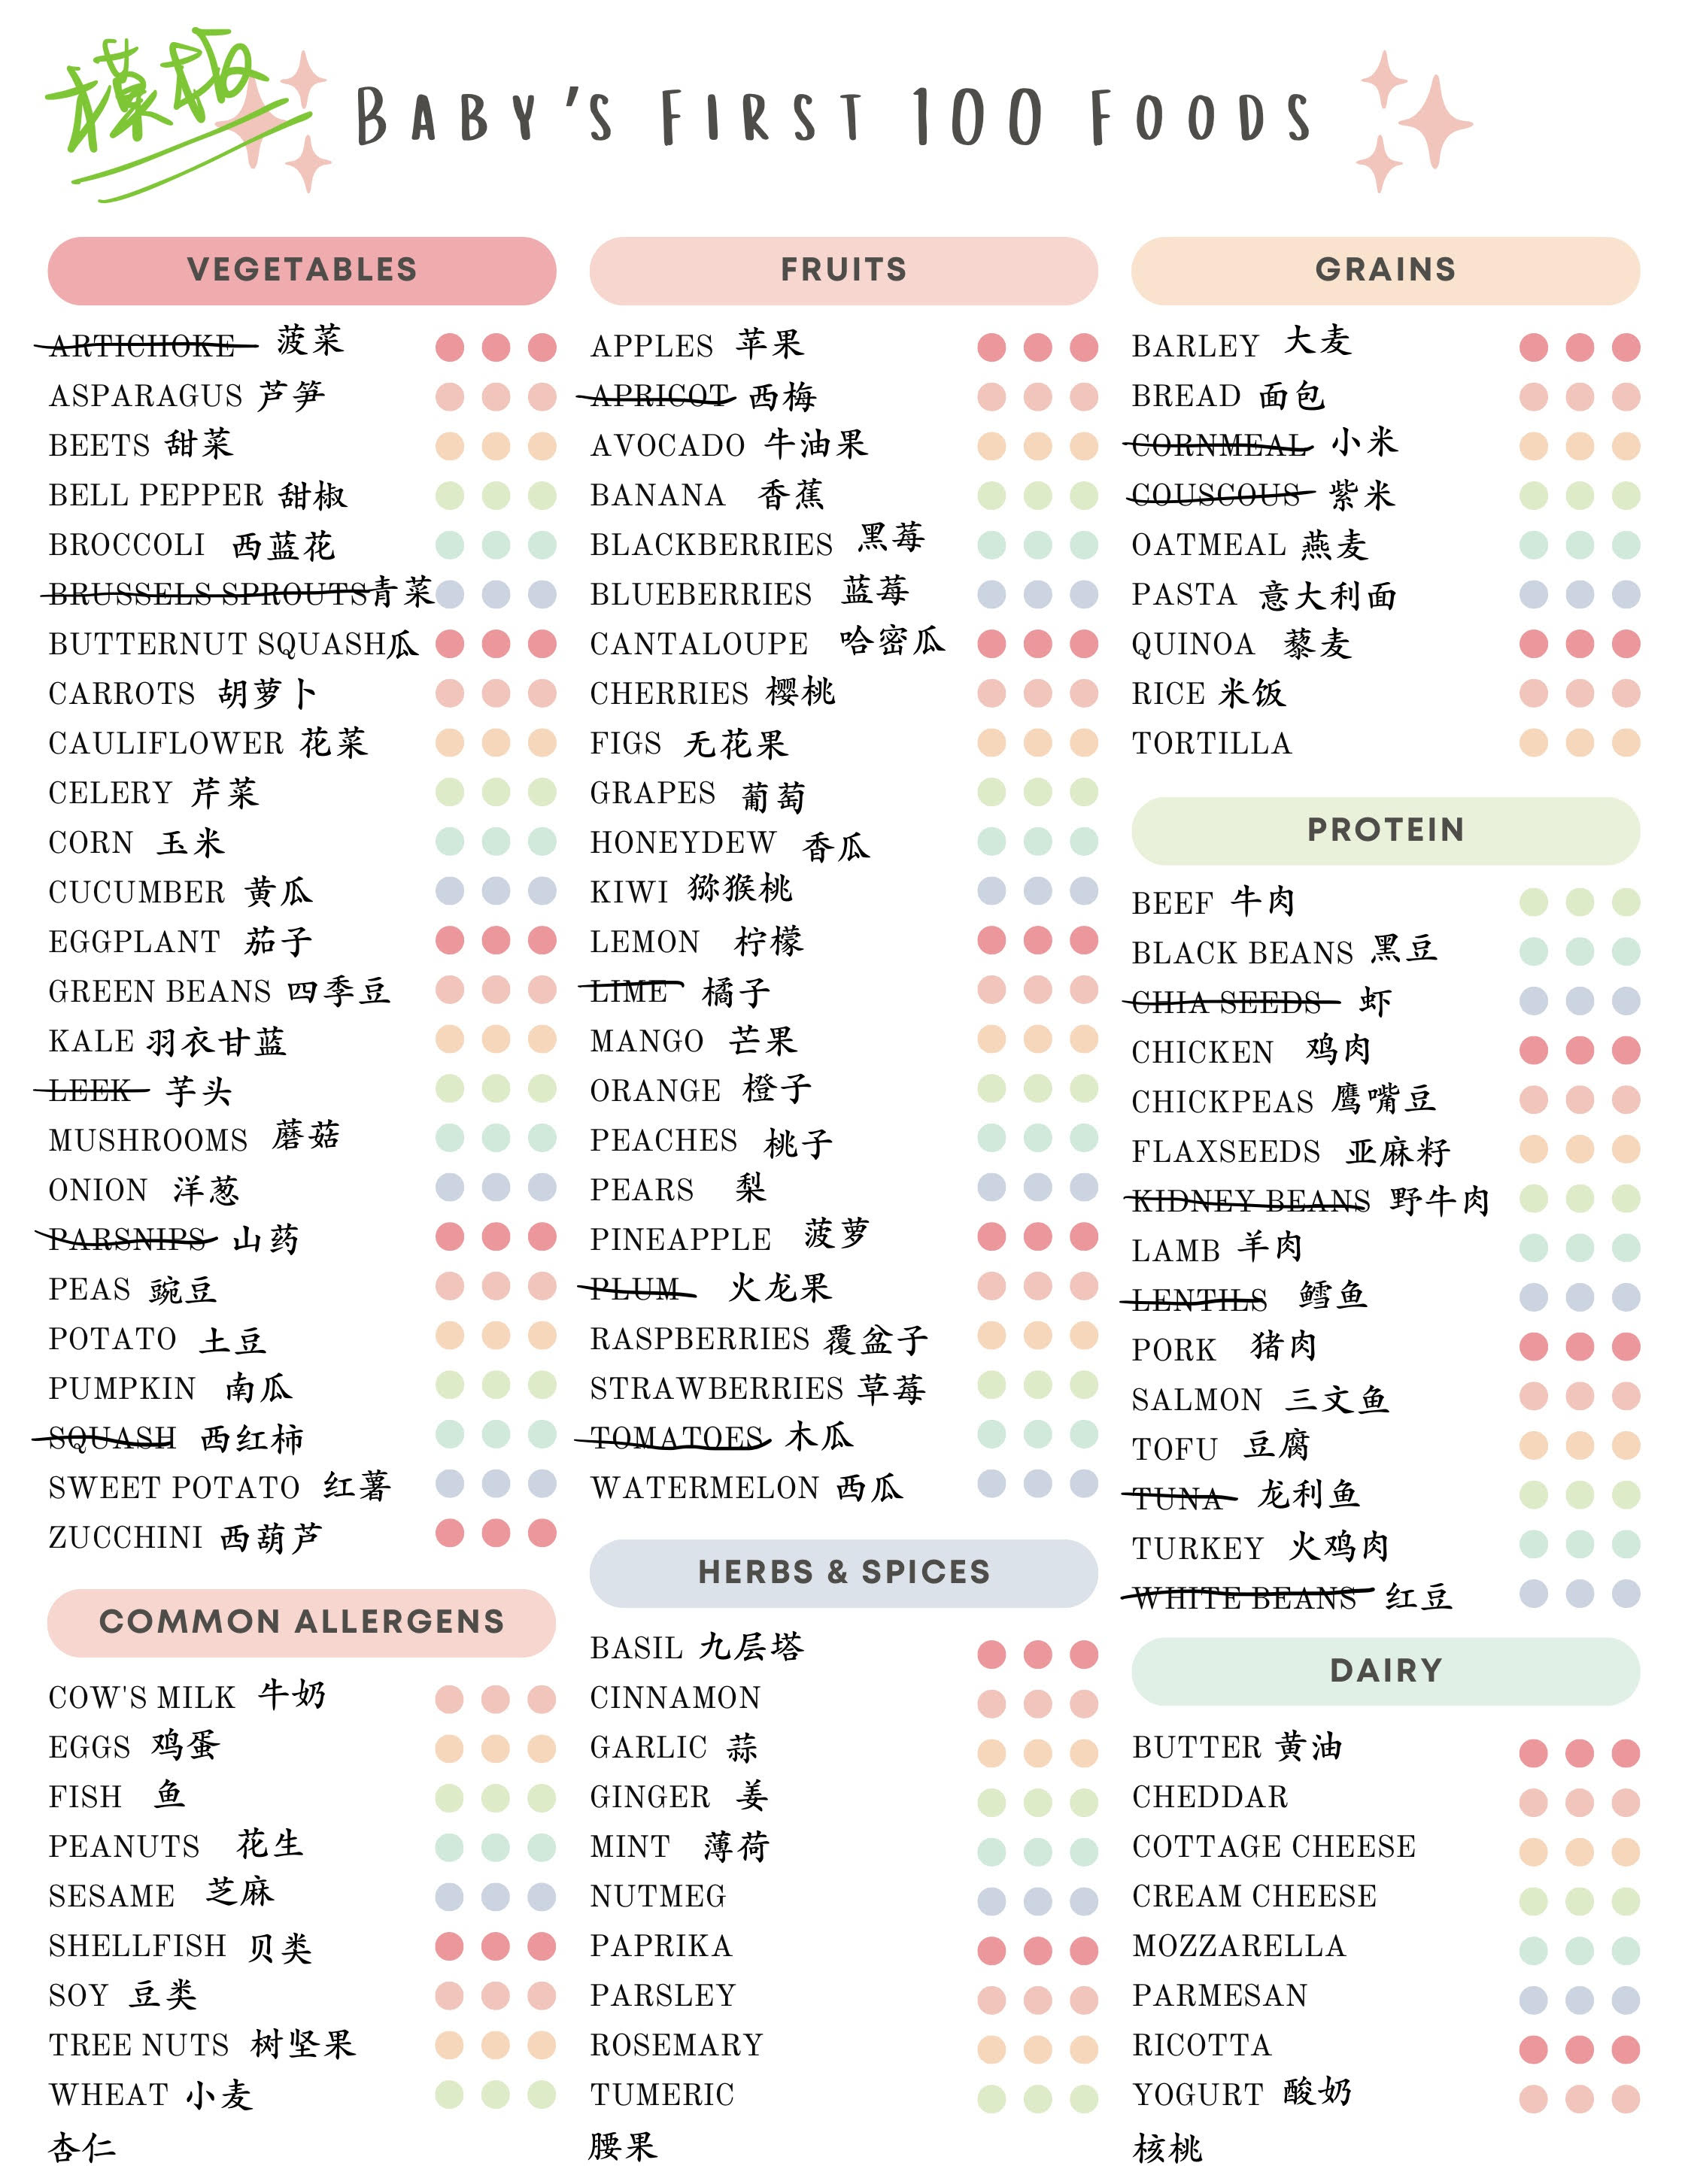 模板
BABY'S FIRST 100 FOODS
VEGETABLES
ARTICHOKE 菠菜
ASPARAGUS 芦笋
BEETS 甜菜
BELL PEPPER 甜椒
BROCCOLI 西蓝花
BRUSSELS SPROUTS青菜
BUTTERNUT SQUASH瓜
CARROTS 胡萝卜
CAULIFLOWER 花菜
CELERY 芹菜
CORN 玉米
CUCUMBER 黄瓜
EGGPLANT 茄子
GREEN BEANS 四季豆
KALE 羽衣甘蓝
LEEK 芋头
MUSHROOMS 蘑菇
ONION 洋葱
PARSNIPS 山药
PEAS 豌豆
POTATO 土豆
PUMPKIN 南瓜
SQUASH 西红柿
SWEET POTATO 红薯
ZUCCHINI 西葫芦
COMMON ALLERGENS
COW'S MILK 牛奶
EGGS 鸡蛋
FISH 鱼
PEANUTS 花生
SESAME 芝麻
SHELLFISH 贝类
SOY 豆类
TREE NUTS 树坚果
WHEAT 小麦
杏仁
FRUITS
APPLES 苹果
APRICOT 西梅
AVOCADO 牛油果
BANANA 香蕉
BLACKBERRIES 黑莓
BLUEBERRIES 蓝莓
CANTALOUPE 哈密瓜
CHERRIES 樱桃
FIGS 无花果
GRAPES 葡萄
HONEYDEW 香瓜
KIWI 猕猴桃
LEMON 柠檬
LIME 橘子
MANGO 芒果
ORANGE 橙子
PEACHES 桃子
PEARS 梨
PINEAPPLE 菠萝
PLUM 火龙果
RASPBERRIES 覆盆子
STRAWBERRIES 草莓
TOMATOES 木瓜
WATERMELON 西瓜
HERBS & SPICES
BASIL 九层塔
CINNAMON
GARLIC 蒜
GINGER 姜
MINT 薄荷
NUTMEG
PAPRIKA
PARSLEY
ROSEMARY
TUMERIC
腰果
GRAINS
BARLEY 大麦
BREAD 面包
CORNMEAL 小米
COUSCOUS 紫米
OATMEAL 燕麦
PASTA 意大利面
QUINOA 藜麦
RICE 米饭
TORTILLA
PROTEIN
BEEF 牛肉
BLACK BEANS 黑豆
CHIA SEEDS 虾
CHICKEN 鸡肉
CHICKPEAS 鹰嘴豆
FLAXSEEDS 亚麻籽
KIDNEY BEANS 野牛肉
LAMB 羊肉
LENTILS 鳕鱼
PORK 猪肉
SALMON 三文鱼
TOFU 豆腐
TUNA 龙利鱼
TURKEY 火鸡肉
WHITE BEANS 红豆
DAIRY
BUTTER 黄油
CHEDDAR
COTTAGE CHEESE
CREAM CHEESE
MOZZARELLA
PARMESAN
RICOTTA
YOGURT 酸奶
核桃